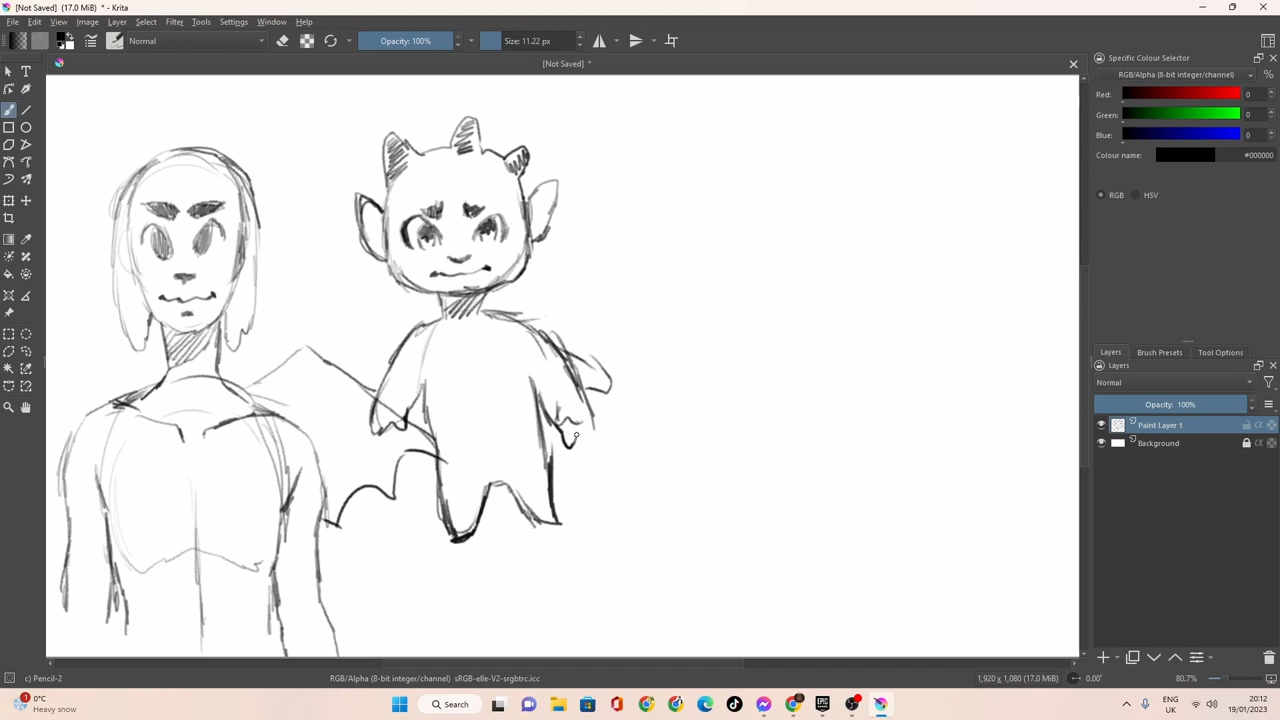 [Not Saved] (17.0 MiB) * - Krita
File Edit View Image Layer Select Filter Tools Settings Window Help
Normal Opacity: 100% Size: 11.22 px
[Not Saved] *
Specific Colour Selector
RGB/Alpha (8-bit integer/channel) %
Red: 0
Green: 0
Blue: 0
Colour name: #000000
RGB HSV
Layers Brush Presets Tool Options
Layers
Normal
Opacity: 100%
Paint Layer 1
Background
c) Pencil-2 RGB/Alpha (8-bit integer/channel) sRGB-elle-V2-srgbtrc.icc 1,920 x 1,080 (17.0 MiB) 0.00° 80.7%
1 0°C
Heavy snow
Search
EPIC
ENG
UK
20:12
19/01/2023